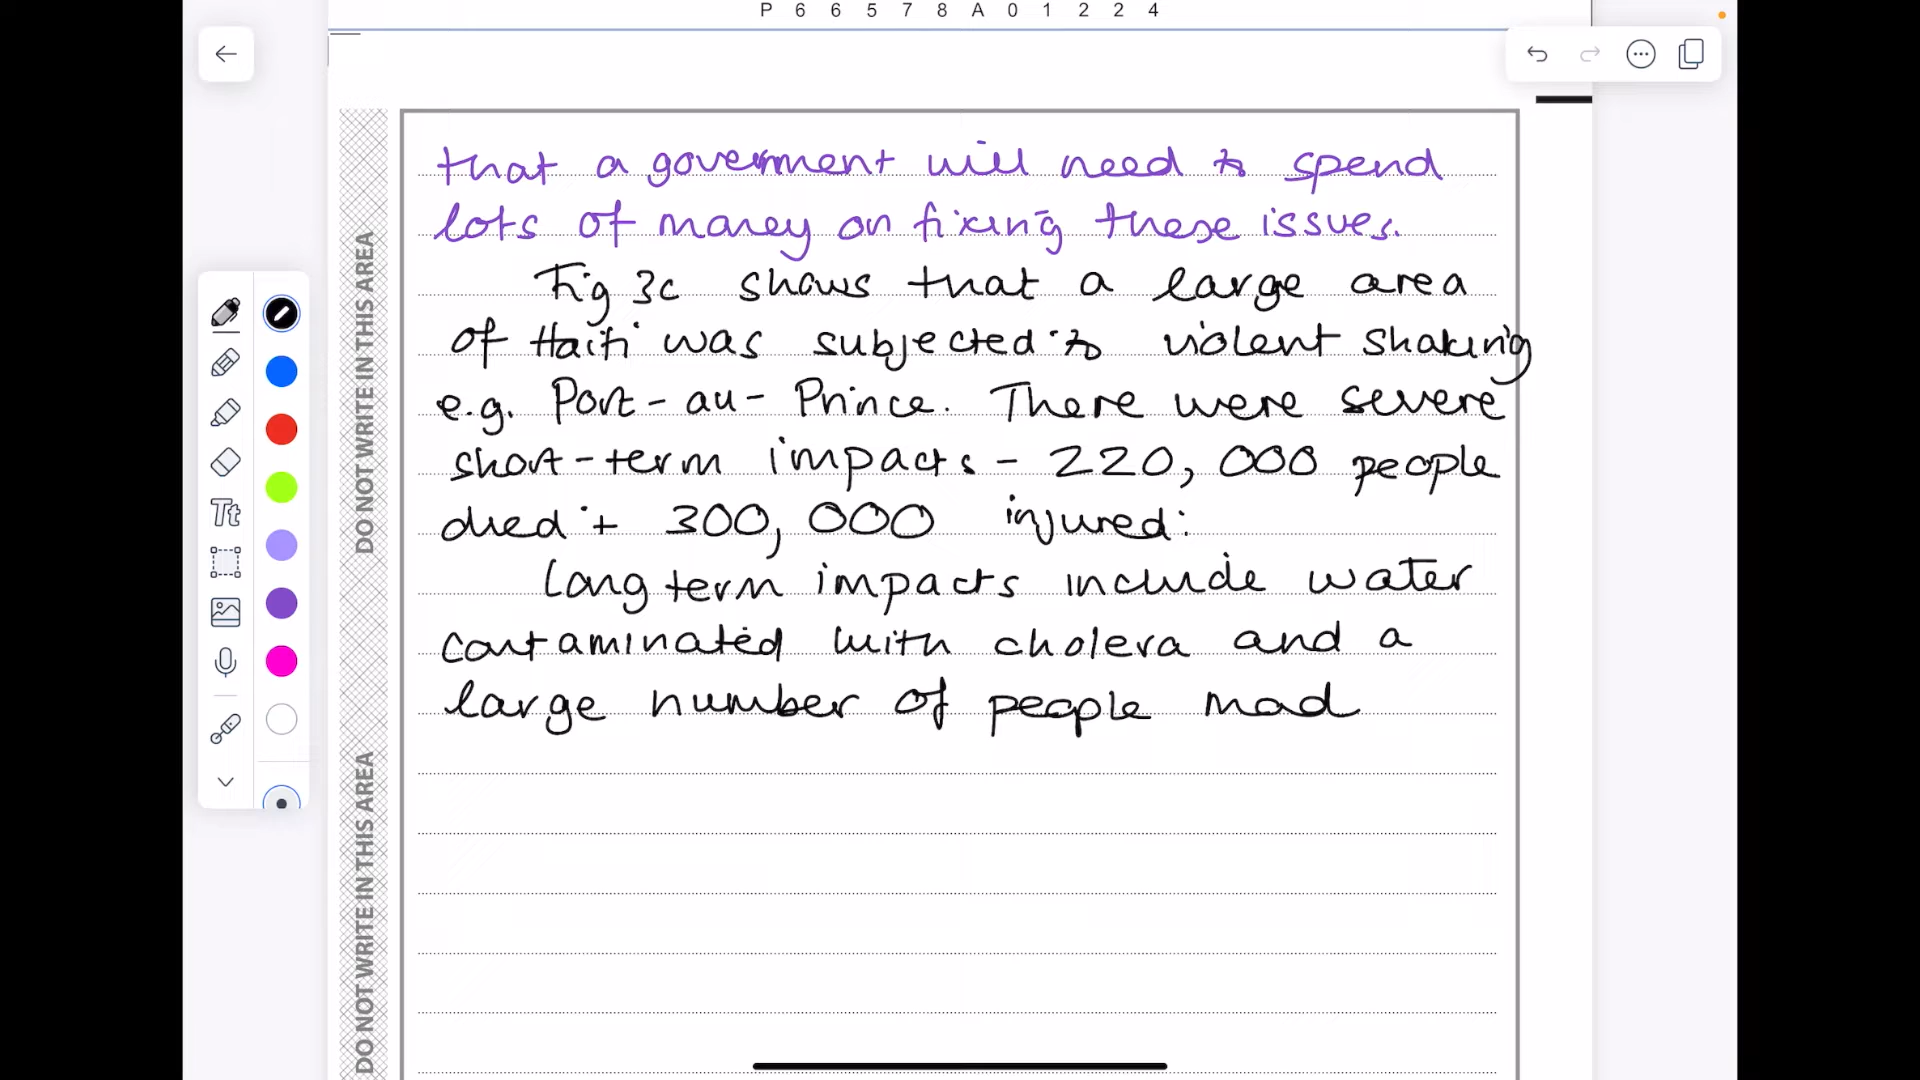 P 6 6 5 7 8 A 0 1 2 2 4
that a government will need to spend
lots of money on fixing these issues.
Fig 3c shows that a large area
of Haiti was subjected to violent shaking
e.g. Port-au-Prince. There were severe
short-term impacts - 220,000 people
died + 300,000 injured.
Long term impacts include water
contaminated with cholera and a
large number of people mad
DO NOT WRITE IN THIS AREA
DO NOT WRITE IN THIS AREA
Tt